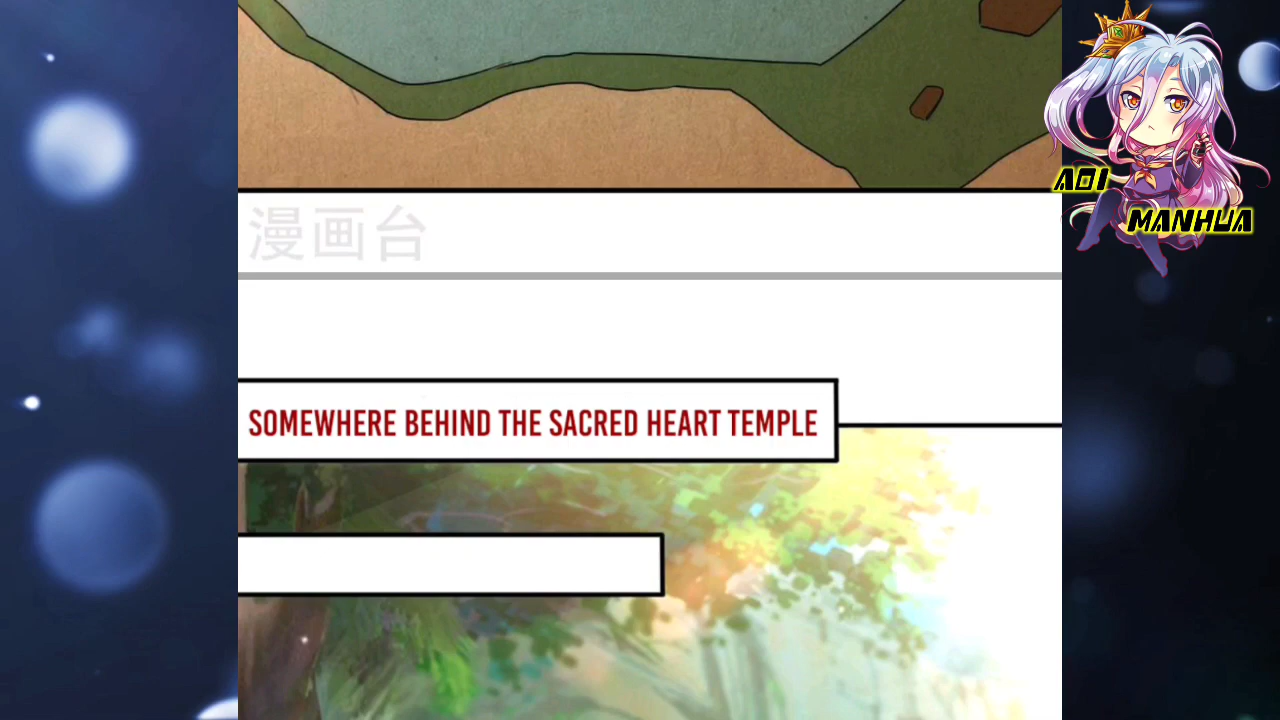 AOI
MANHUA
漫画台
SOMEWHERE BEHIND THE SACRED HEART TEMPLE